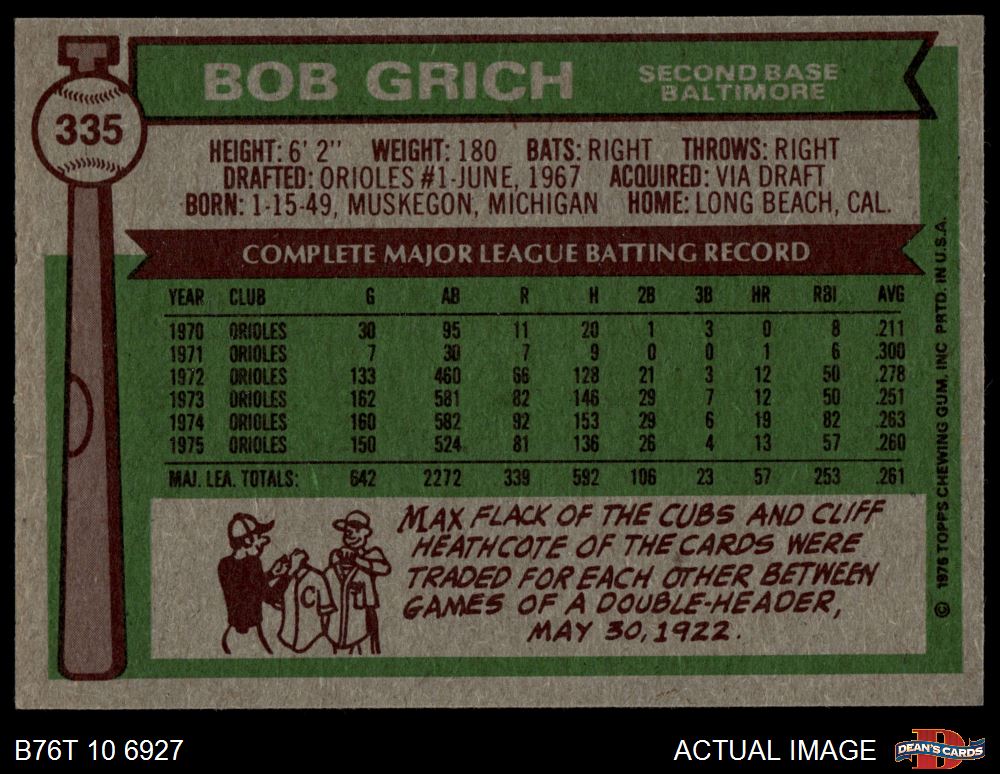 335
BOB GRICH
SECOND BASE
BALTIMORE
HEIGHT: 6' 2" WEIGHT: 180 BATS: RIGHT THROWS: RIGHT
DRAFTED: ORIOLES #1-JUNE, 1967 ACQUIRED: VIA DRAFT
BORN: 1-15-49, MUSKEGON, MICHIGAN HOME: LONG BEACH, CAL.
COMPLETE MAJOR LEAGUE BATTING RECORD
YEAR CLUB G AB R H 2B 3B HR RBI AVG
1970 ORIOLES 30 95 11 20 1 3 0 8 .211
1971 ORIOLES 7 30 7 9 0 0 1 6 .300
1972 ORIOLES 133 460 66 128 21 3 12 50 .278
1973 ORIOLES 162 581 82 146 29 7 12 50 .251
1974 ORIOLES 160 582 92 153 29 6 19 82 .263
1975 ORIOLES 150 524 81 136 26 4 13 57 .260
MAJ. LEA. TOTALS: 642 2272 339 592 106 23 57 253 .261
C
MAX FLACK OF THE CUBS AND CLIFF
HEATHCOTE OF THE CARDS WERE
TRADED FOR EACH OTHER BETWEEN
GAMES OF A DOUBLE-HEADER,
MAY 30, 1922.
© 1976 TOPPS CHEWING GUM, INC PRTD. IN U.S.A.
B76T 10 6927
ACTUAL IMAGE
D
DEAN'S CARDS